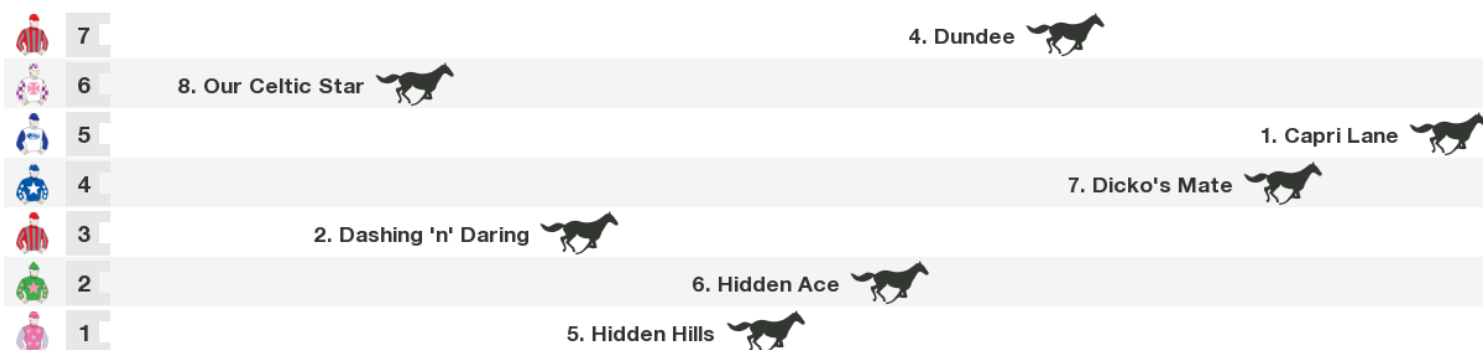 7 4. Dundee
6 8. Our Celtic Star
5 1. Capri Lane
4 7. Dicko's Mate
3 2. Dashing 'n' Daring
2 6. Hidden Ace
1 5. Hidden Hills